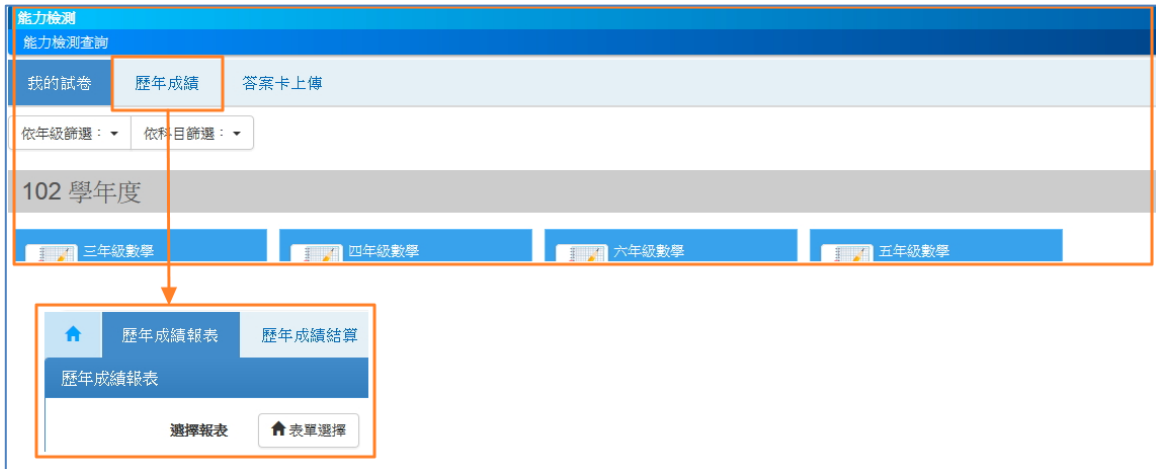 能力檢測
能力檢測查詢
我的試卷 歷年成績 答案卡上傳
依年級篩選： 依科目篩選：
102 學年度
三年級數學 四年級數學 六年級數學 五年級數學
歷年成績報表 歷年成績結算
歷年成績報表
選擇報表 表單選擇